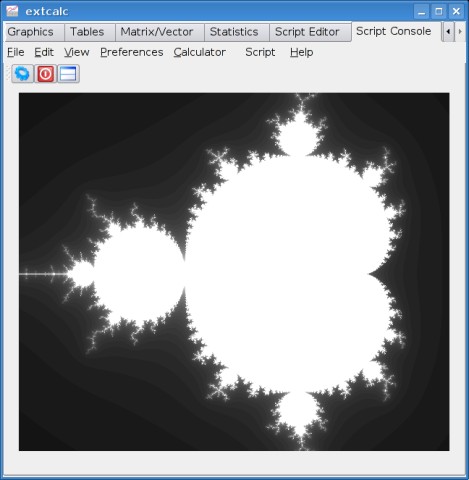 extcalc
Graphics Tables Matrix/Vector Statistics Script Editor Script Console
File Edit View Preferences Calculator Script Help